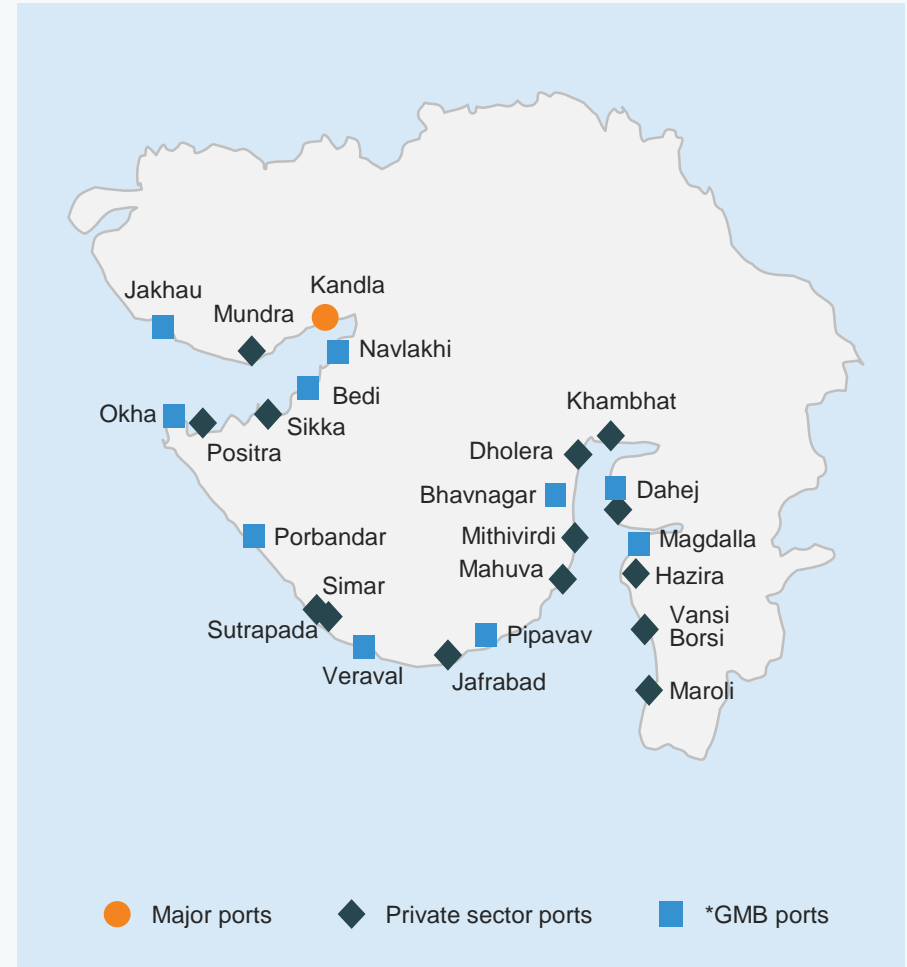 Kandla
Jakhau
Mundra
Navlakhi
Bedi
Okha
Sikka
Positra
Khambhat
Dholera
Bhavnagar
Dahej
Porbandar
Mithivirdi
Magdalla
Mahuva
Hazira
Simar
Sutrapada
Vansi
Borsi
Pipavav
Veraval
Jafrabad
Maroli
Major ports
Private sector ports
*GMB ports